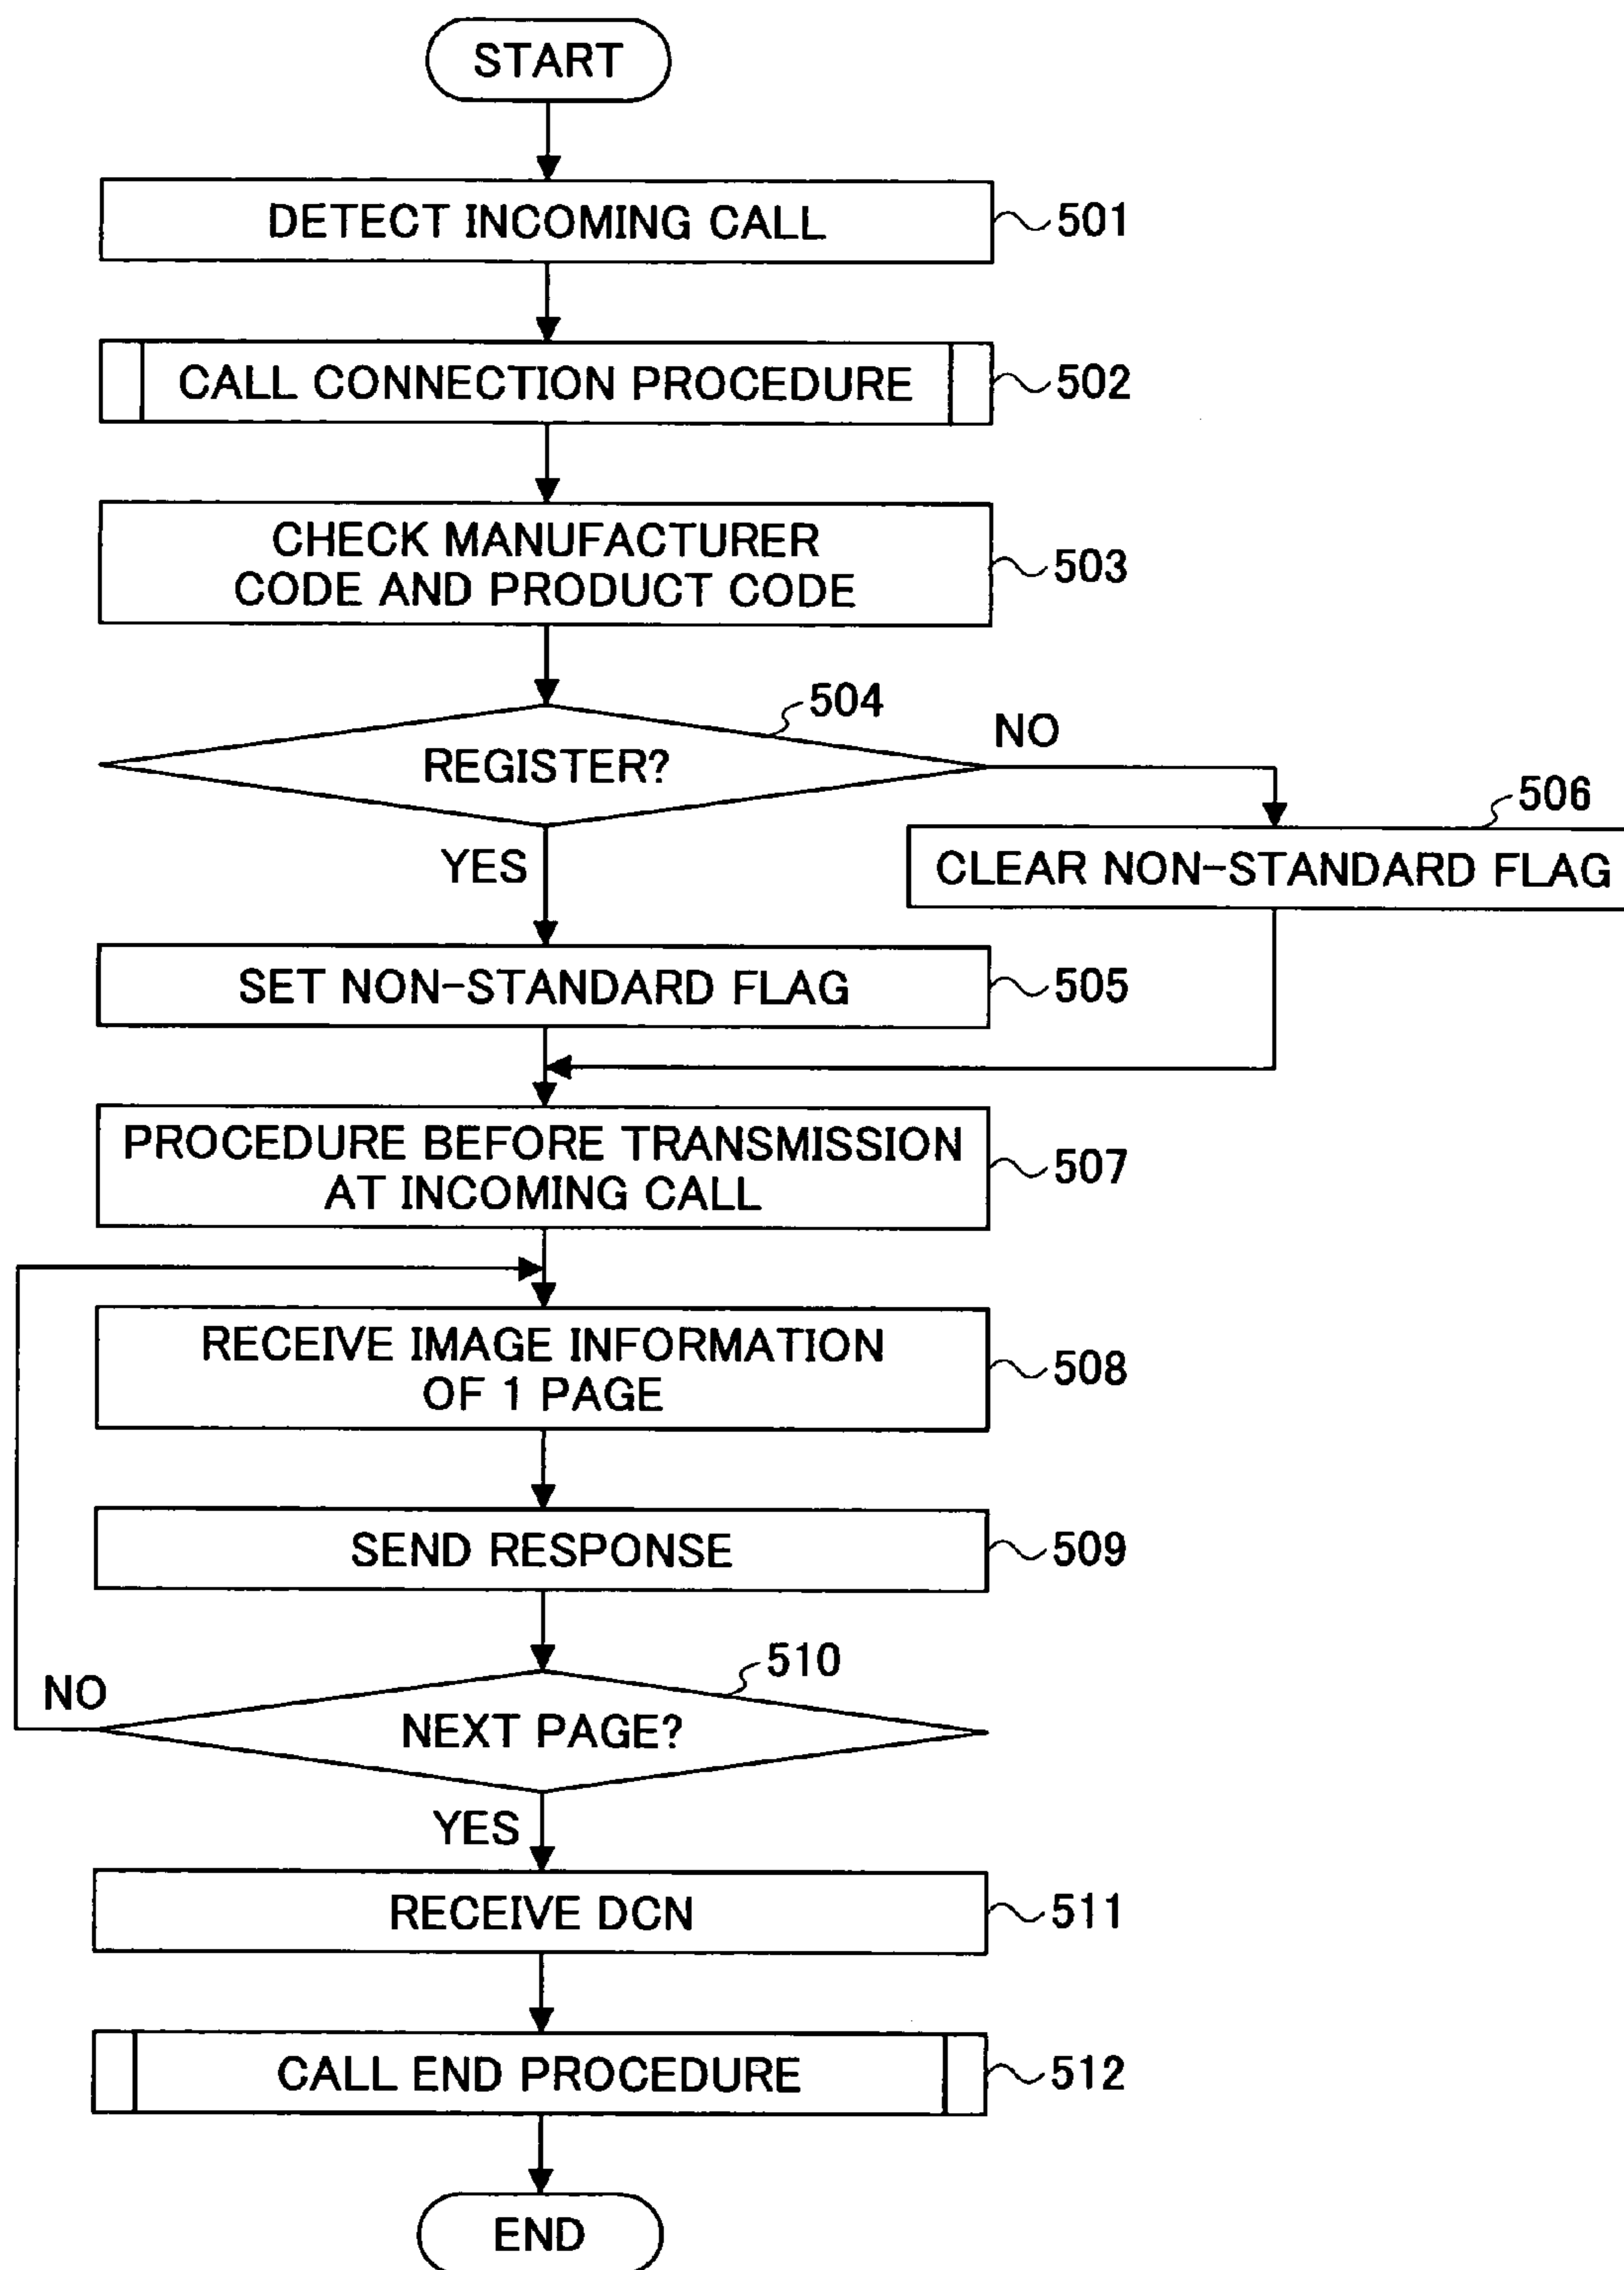 START
DETECT INCOMING CALL
501
CALL CONNECTION PROCEDURE
502
CHECK MANUFACTURER
CODE AND PRODUCT CODE
503
504
REGISTER?
NO
YES
506
CLEAR NON-STANDARD FLAG
SET NON-STANDARD FLAG
505
PROCEDURE BEFORE TRANSMISSION
AT INCOMING CALL
507
RECEIVE IMAGE INFORMATION
OF 1 PAGE
508
SEND RESPONSE
509
510
NO
NEXT PAGE?
YES
RECEIVE DCN
511
CALL END PROCEDURE
512
END